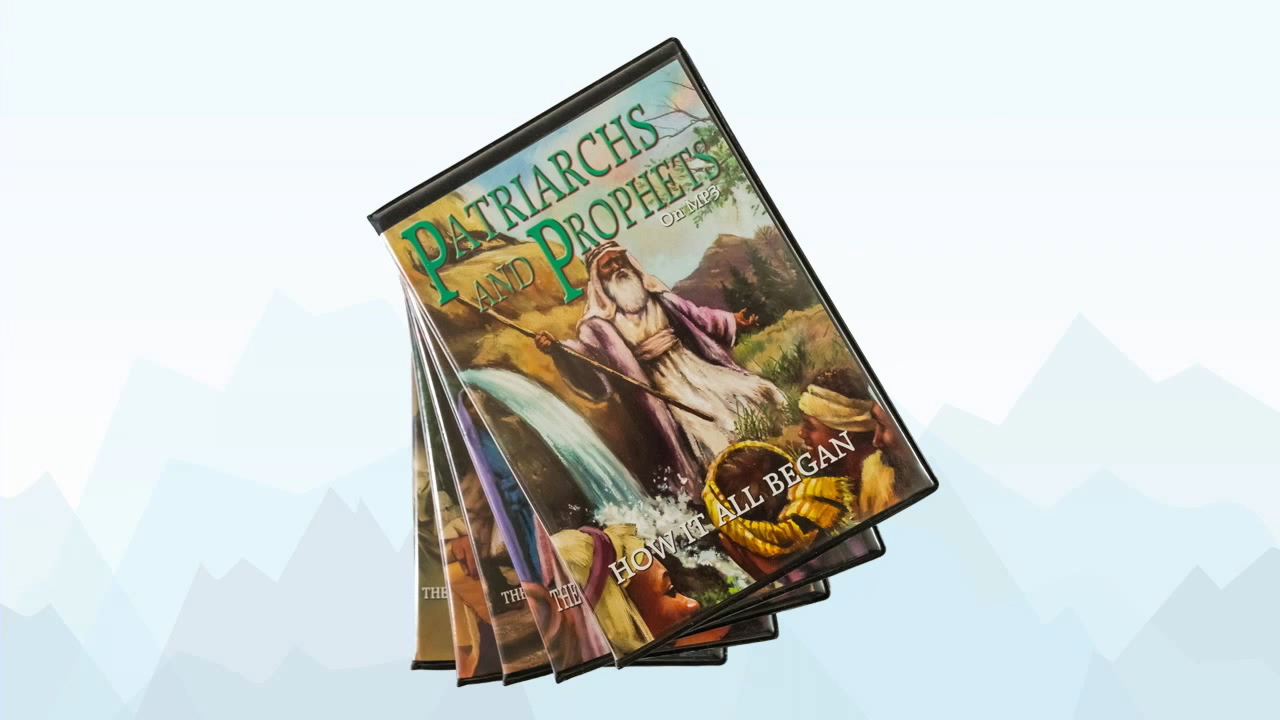 PATRIARCHS
AND PROPHETS
On MP3
HOW IT ALL BEGAN
THE
THE
THE